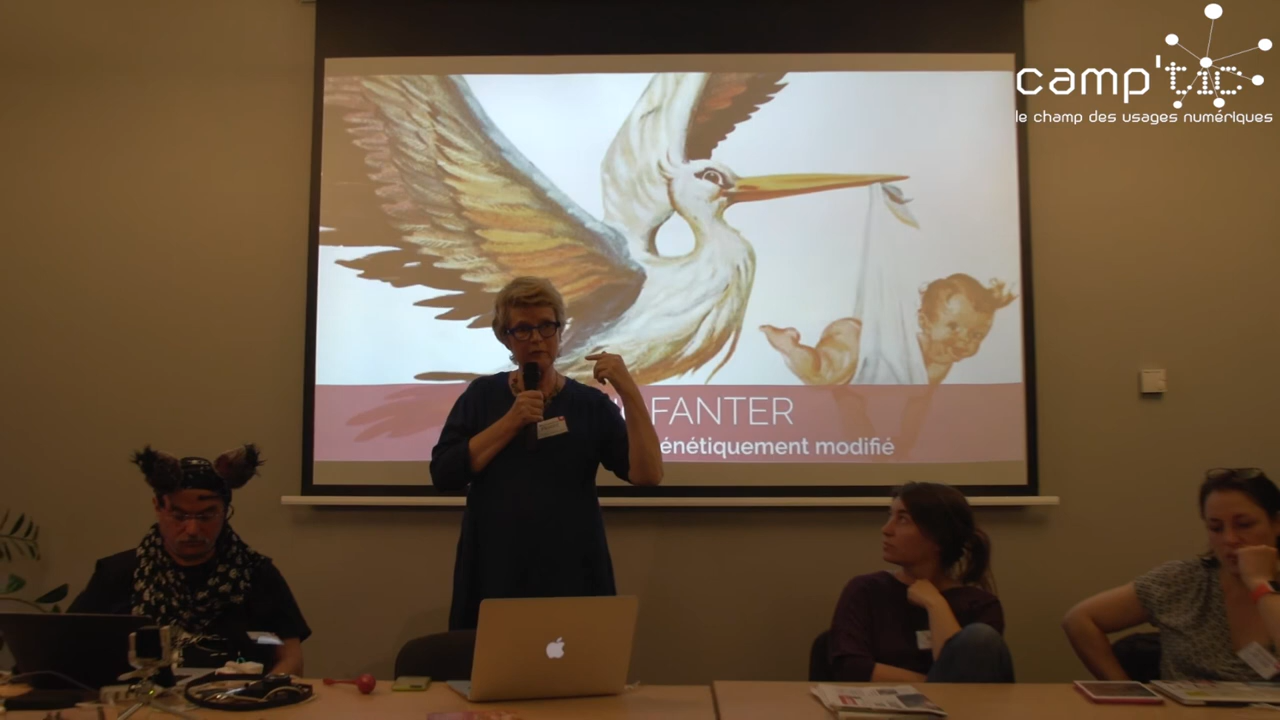 camp'tic
le champ des usages numériques
FANTER
énétiquement modifié